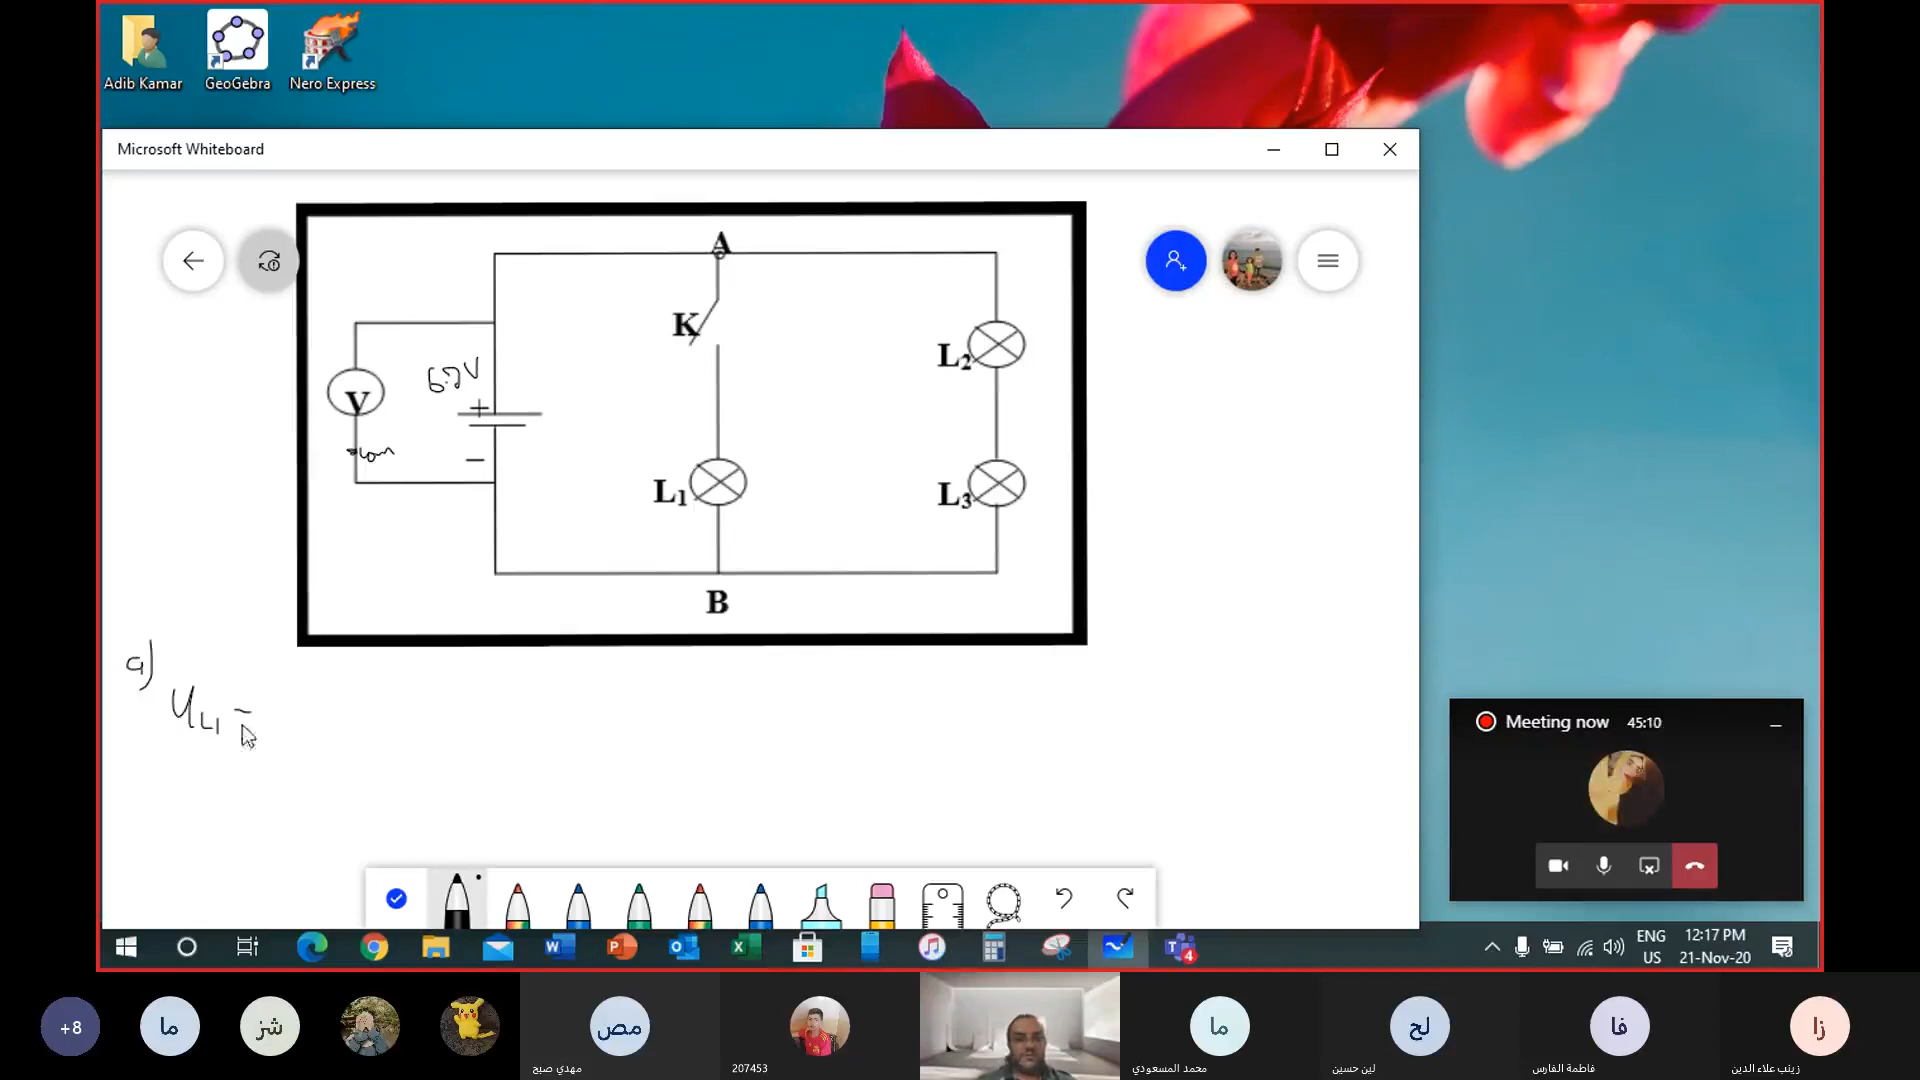 Adib Kamar
GeoGebra
Nero Express
Microsoft Whiteboard
A
K
6.2V
L2
V
+
−
L1
L3
B
a)
UL1 =
Meeting now 45:10
ENG
US
12:17 PM
21-Nov-20
4
+8
ما
شز
مص
مهدي صبح
207453
ما
محمد المسعودي
لح
لين حسين
فا
فاطمة الفارس
زا
زينب علاء الدين